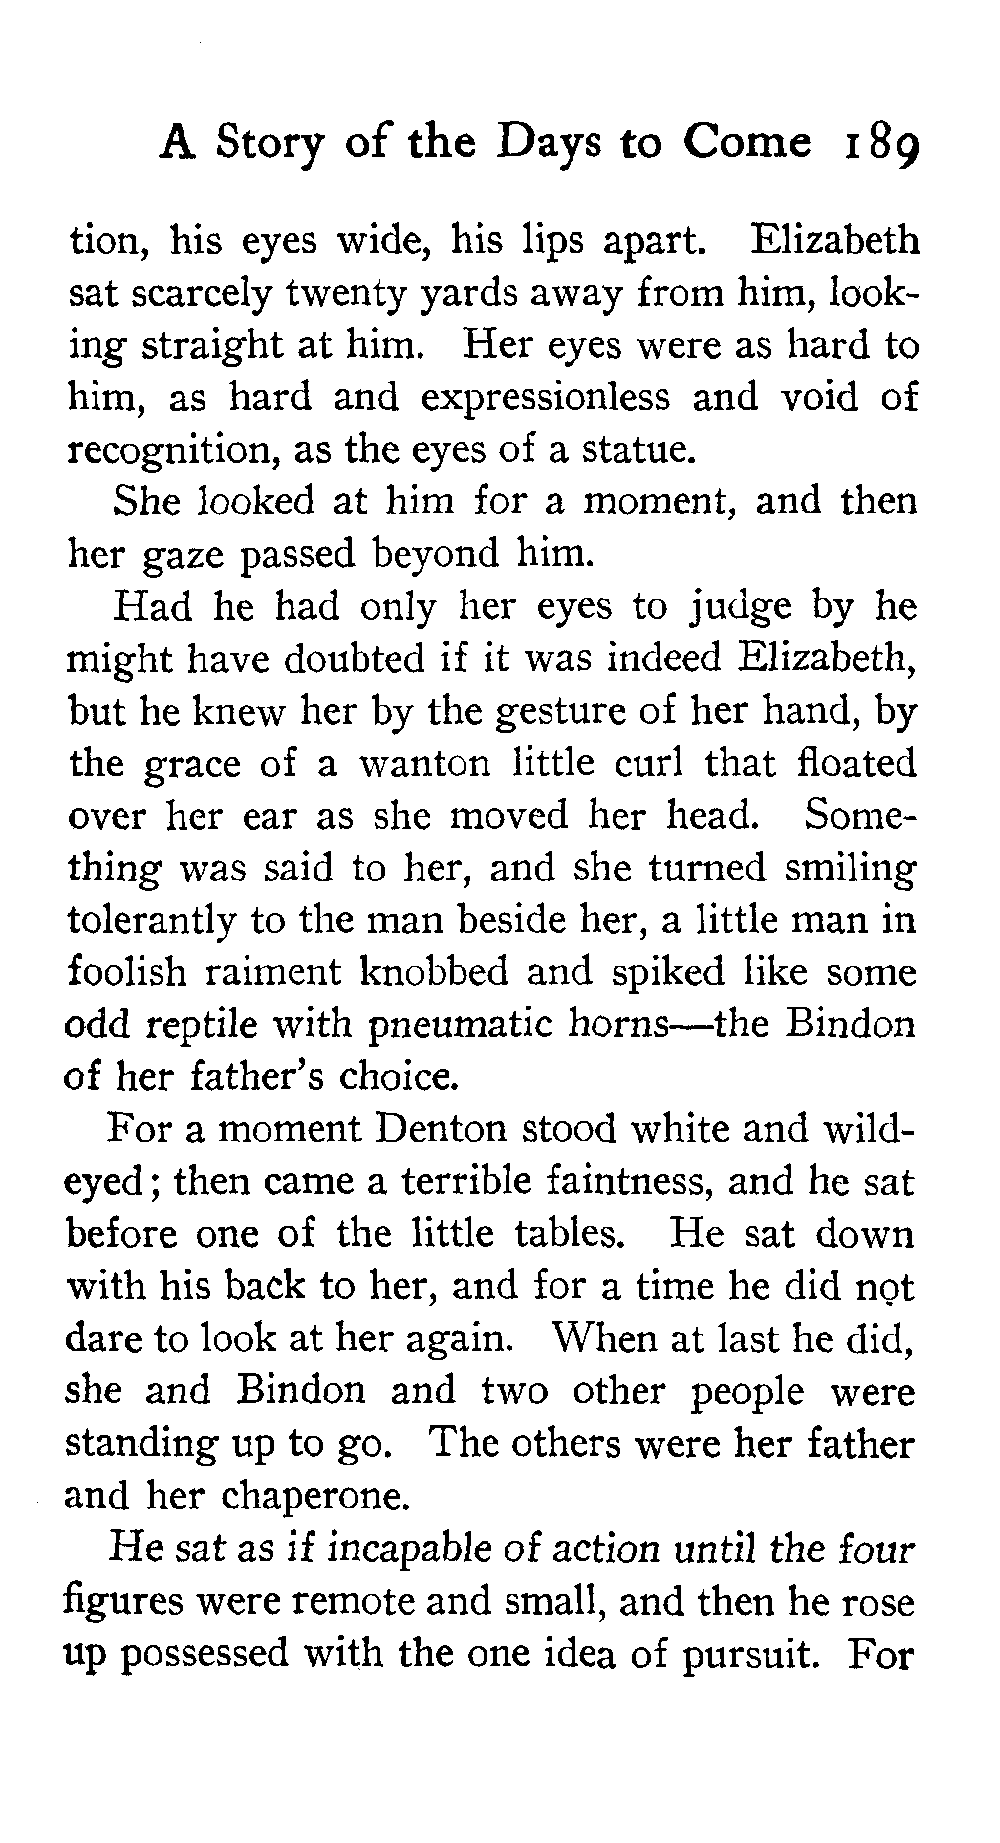 A Story of the Days to Come 189
tion, his eyes wide, his lips apart. Elizabeth
sat scarcely twenty yards away from him, look-
ing straight at him. Her eyes were as hard to
him, as hard and expressionless and void of
recognition, as the eyes of a statue.
She looked at him for a moment, and then
her gaze passed beyond him.
Had he had only her eyes to judge by he
might have doubted if it was indeed Elizabeth,
but he knew her by the gesture of her hand, by
the grace of a wanton little curl that floated
over her ear as she moved her head. Some-
thing was said to her, and she turned smiling
tolerantly to the man beside her, a little man in
foolish raiment knobbed and spiked like some
odd reptile with pneumatic horns—the Bindon
of her father's choice.
For a moment Denton stood white and wild-
eyed; then came a terrible faintness, and he sat
before one of the little tables. He sat down
with his back to her, and for a time he did not
dare to look at her again. When at last he did,
she and Bindon and two other people were
standing up to go. The others were her father
and her chaperone.
He sat as if incapable of action until the four
figures were remote and small, and then he rose
up possessed with the one idea of pursuit. For